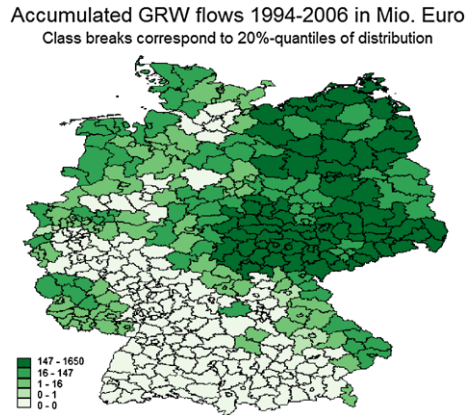 Accumulated GRW flows 1994-2006 in Mio. Euro
Class breaks correspond to 20%-quantiles of distribution
147 - 1650
16 - 147
1 - 16
0 - 1
0 - 0